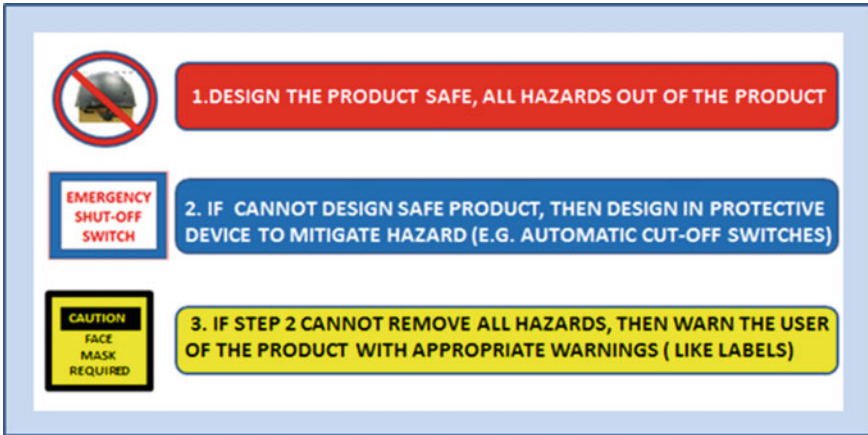 1.DESIGN THE PRODUCT SAFE, ALL HAZARDS OUT OF THE PRODUCT
EMERGENCY
SHUT-OFF
SWITCH
2. IF CANNOT DESIGN SAFE PRODUCT, THEN DESIGN IN PROTECTIVE
DEVICE TO MITIGATE HAZARD (E.G. AUTOMATIC CUT-OFF SWITCHES)
CAUTION
FACE
MASK
REQUIRED
3. IF STEP 2 CANNOT REMOVE ALL HAZARDS, THEN WARN THE USER
OF THE PRODUCT WITH APPROPRIATE WARNINGS ( LIKE LABELS)